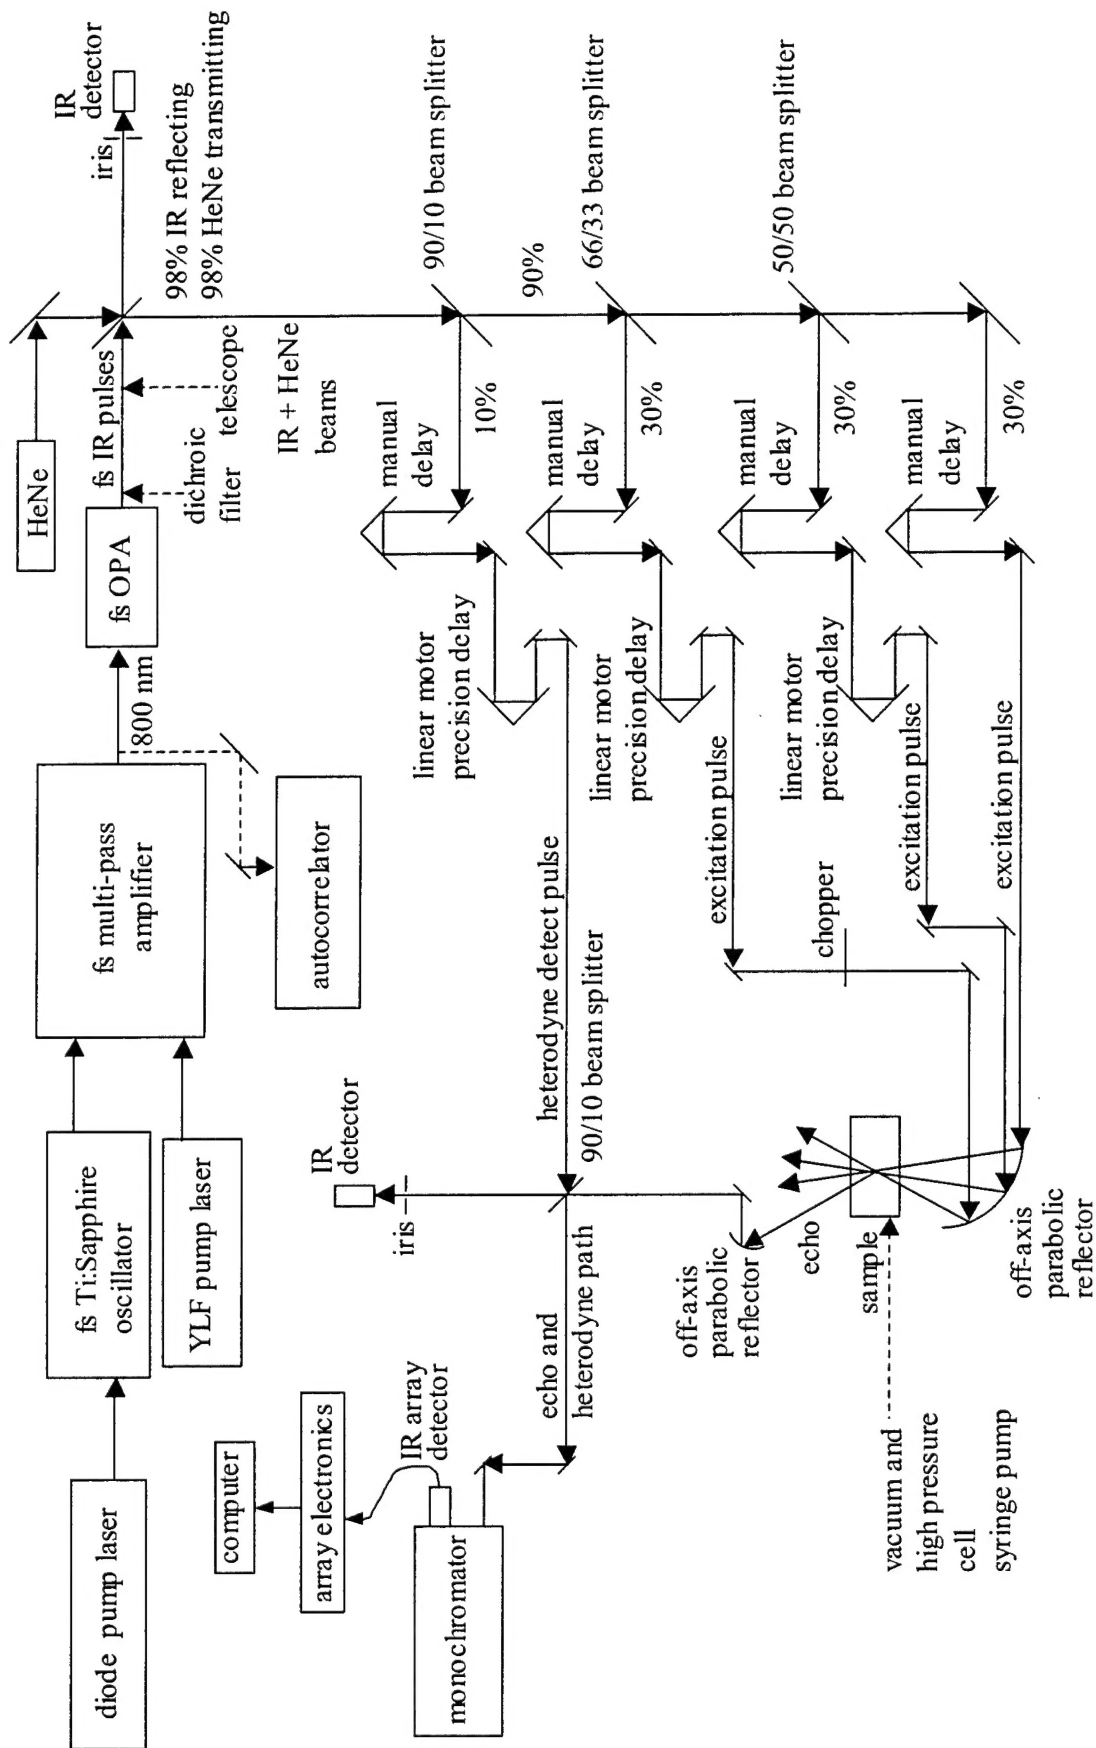 diode pump laser
fs Ti:Sapphire
oscillator
YLF pump laser
fs multi-pass
amplifier
autocorrelator
800 nm
fs OPA
HeNe
fs IR pulses
dichroic
filter
telescope
iris
IR
detector
98% IR reflecting
98% HeNe transmitting
IR + HeNe
beams
computer
array electronics
IR array
detector
monochromator
echo and
heterodyne path
IR
detector
iris
heterodyne detect pulse
90/10 beam splitter
linear motor
precision delay
manual
delay
10%
90/10 beam splitter
90%
linear motor
precision delay
manual
delay
30%
66/33 beam splitter
excitation pulse
chopper
linear motor
precision delay
manual
delay
30%
50/50 beam splitter
excitation pulse
manual
delay
30%
excitation pulse
off-axis
parabolic
reflector
echo
sample
vacuum and
high pressure
cell
syringe pump
off-axis
parabolic
reflector